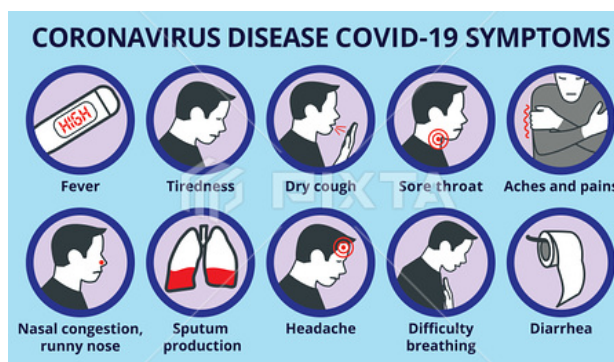 CORONAVIRUS DISEASE COVID-19 SYMPTOMS
HIGH
Fever
Tiredness
Dry cough
Sore throat
Aches and pains
PIXTA
Nasal congestion,
runny nose
Sputum
production
Headache
Difficulty
breathing
Diarrhea